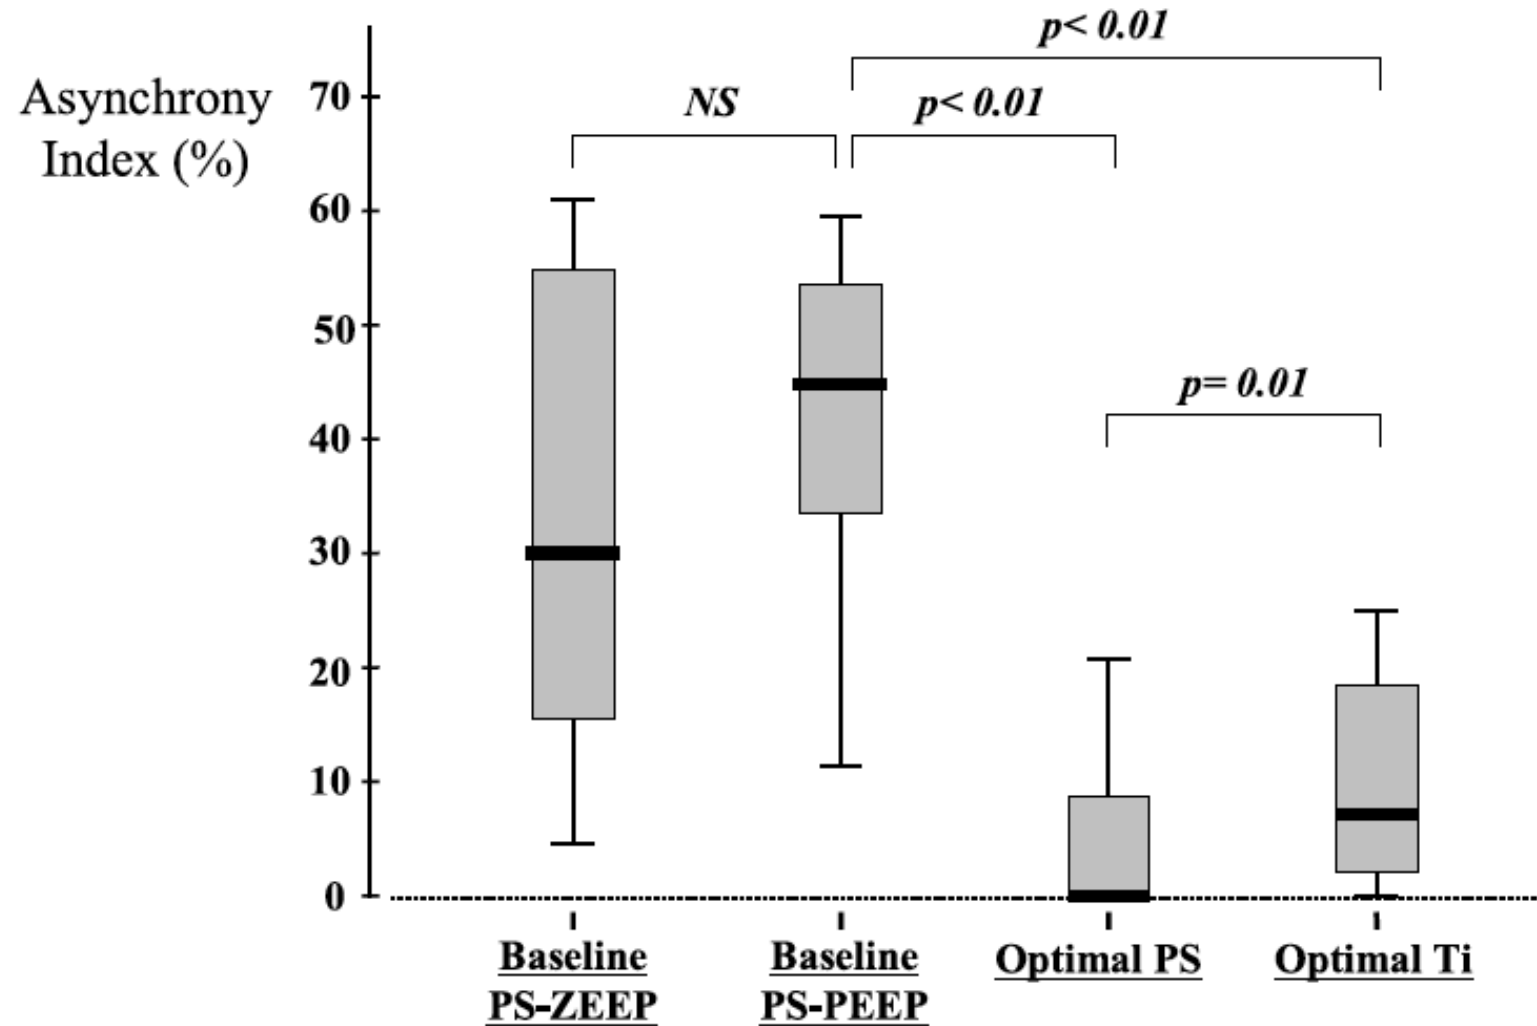 p< 0.01
Asynchrony
Index (%)
70
NS
p< 0.01
60
50
p= 0.01
40
30
20
10
0
Baseline
PS-ZEEP
Baseline
PS-PEEP
Optimal PS
Optimal Ti